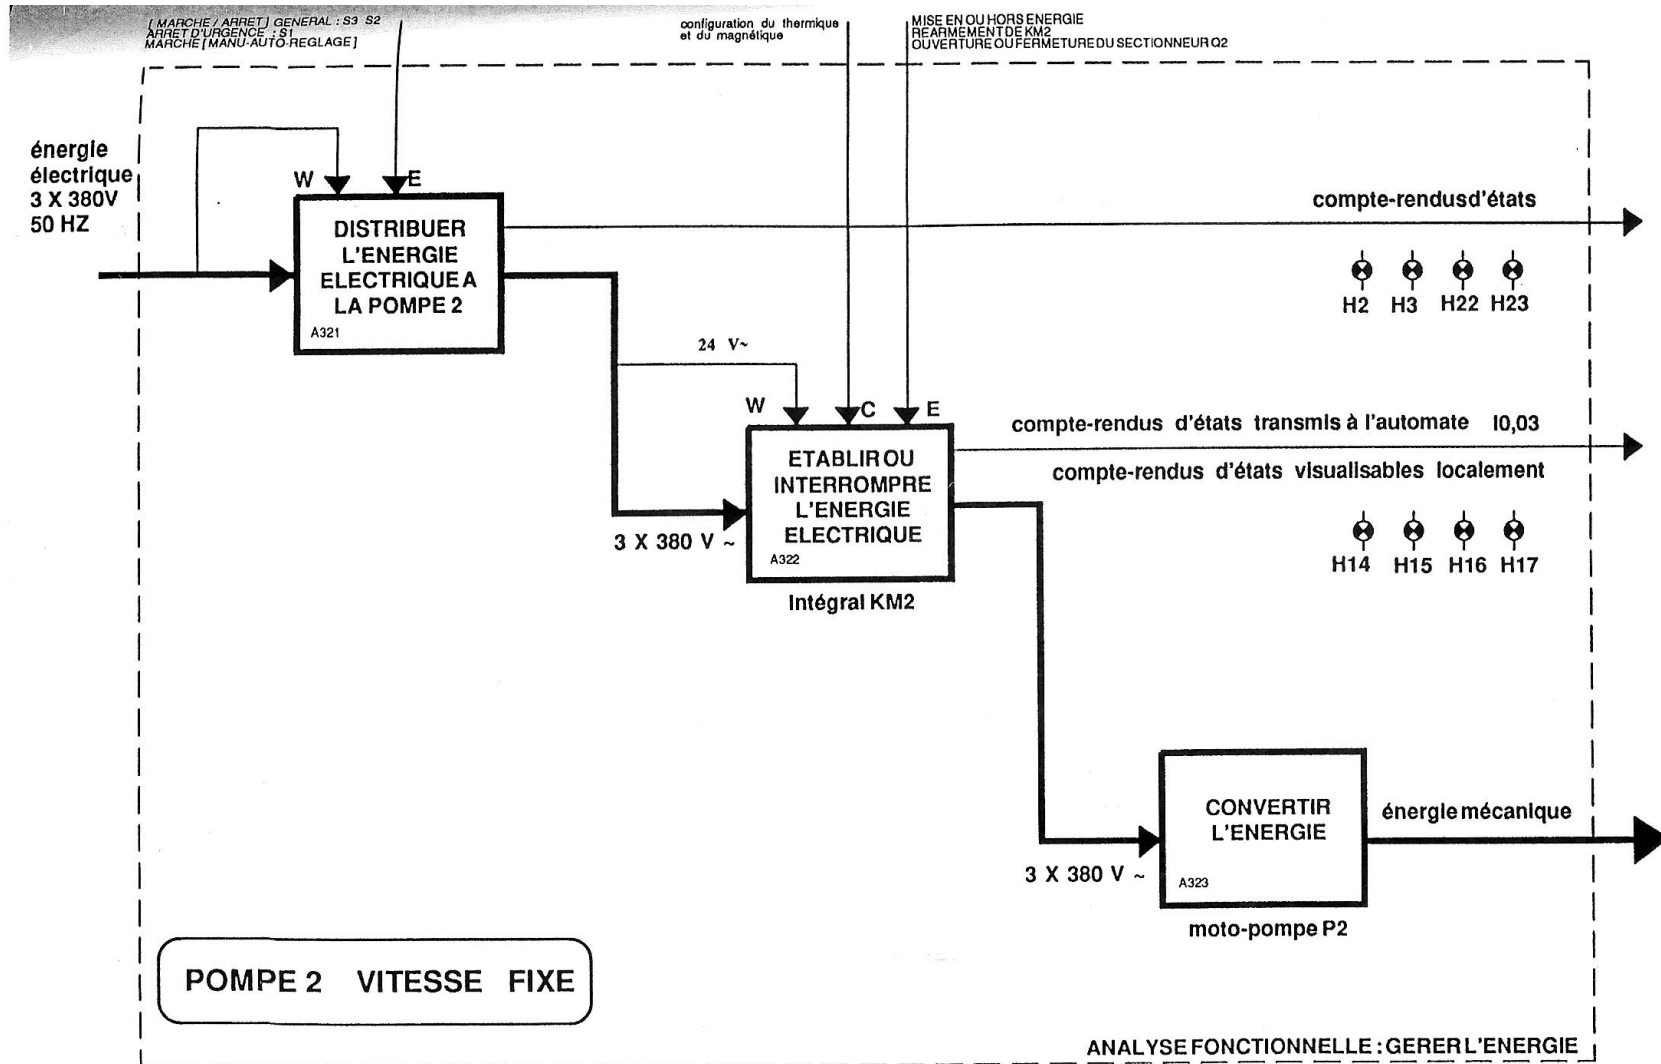 [ MARCHE / ARRET ] GENERAL : S3 S2
ARRET D'URGENCE : S1
MARCHE [ MANU-AUTO-REGLAGE ]
configuration du thermique
et du magnétique
MISE EN OU HORS ENERGIE
REARMEMENT DE KM2
OUVERTURE OU FERMETURE DU SECTIONNEUR Q2
énergie
électrique
3 X 380V
50 HZ
W
E
DISTRIBUER
L'ENERGIE
ELECTRIQUE A
LA POMPE 2
A321
compte-rendus d'états
H2 H3 H22 H23
24 V~
W
C
E
compte-rendus d'états transmis à l'automate I0,03
compte-rendus d'états visualisables localement
ETABLIR OU
INTERROMPRE
L'ENERGIE
ELECTRIQUE
A322
3 X 380 V ~
Intégral KM2
H14 H15 H16 H17
CONVERTIR
L'ENERGIE
A323
énergie mécanique
3 X 380 V ~
moto-pompe P2
POMPE 2 VITESSE FIXE
ANALYSE FONCTIONNELLE : GERER L'ENERGIE